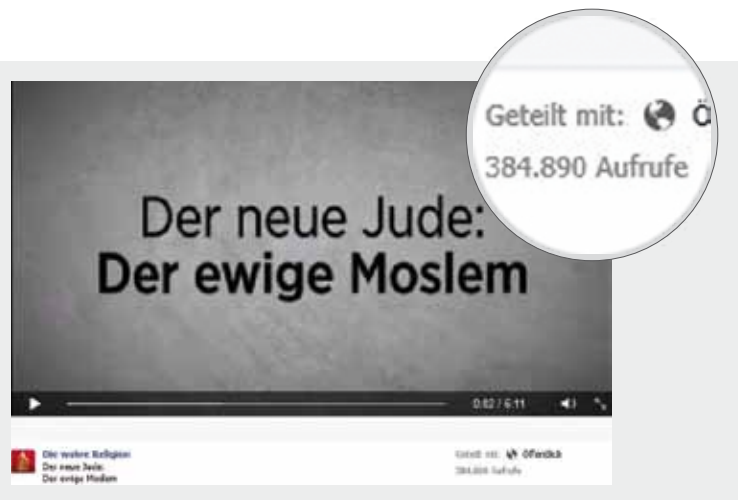 Geteilt mit: Ö
384.890 Aufrufe
Der neue Jude:
Der ewige Moslem
0:02 / 6:11
Die wahre Religion
Der neue Jude:
Der ewige Moslem
Geteilt mit: Öffentlich
384.890 Aufrufe